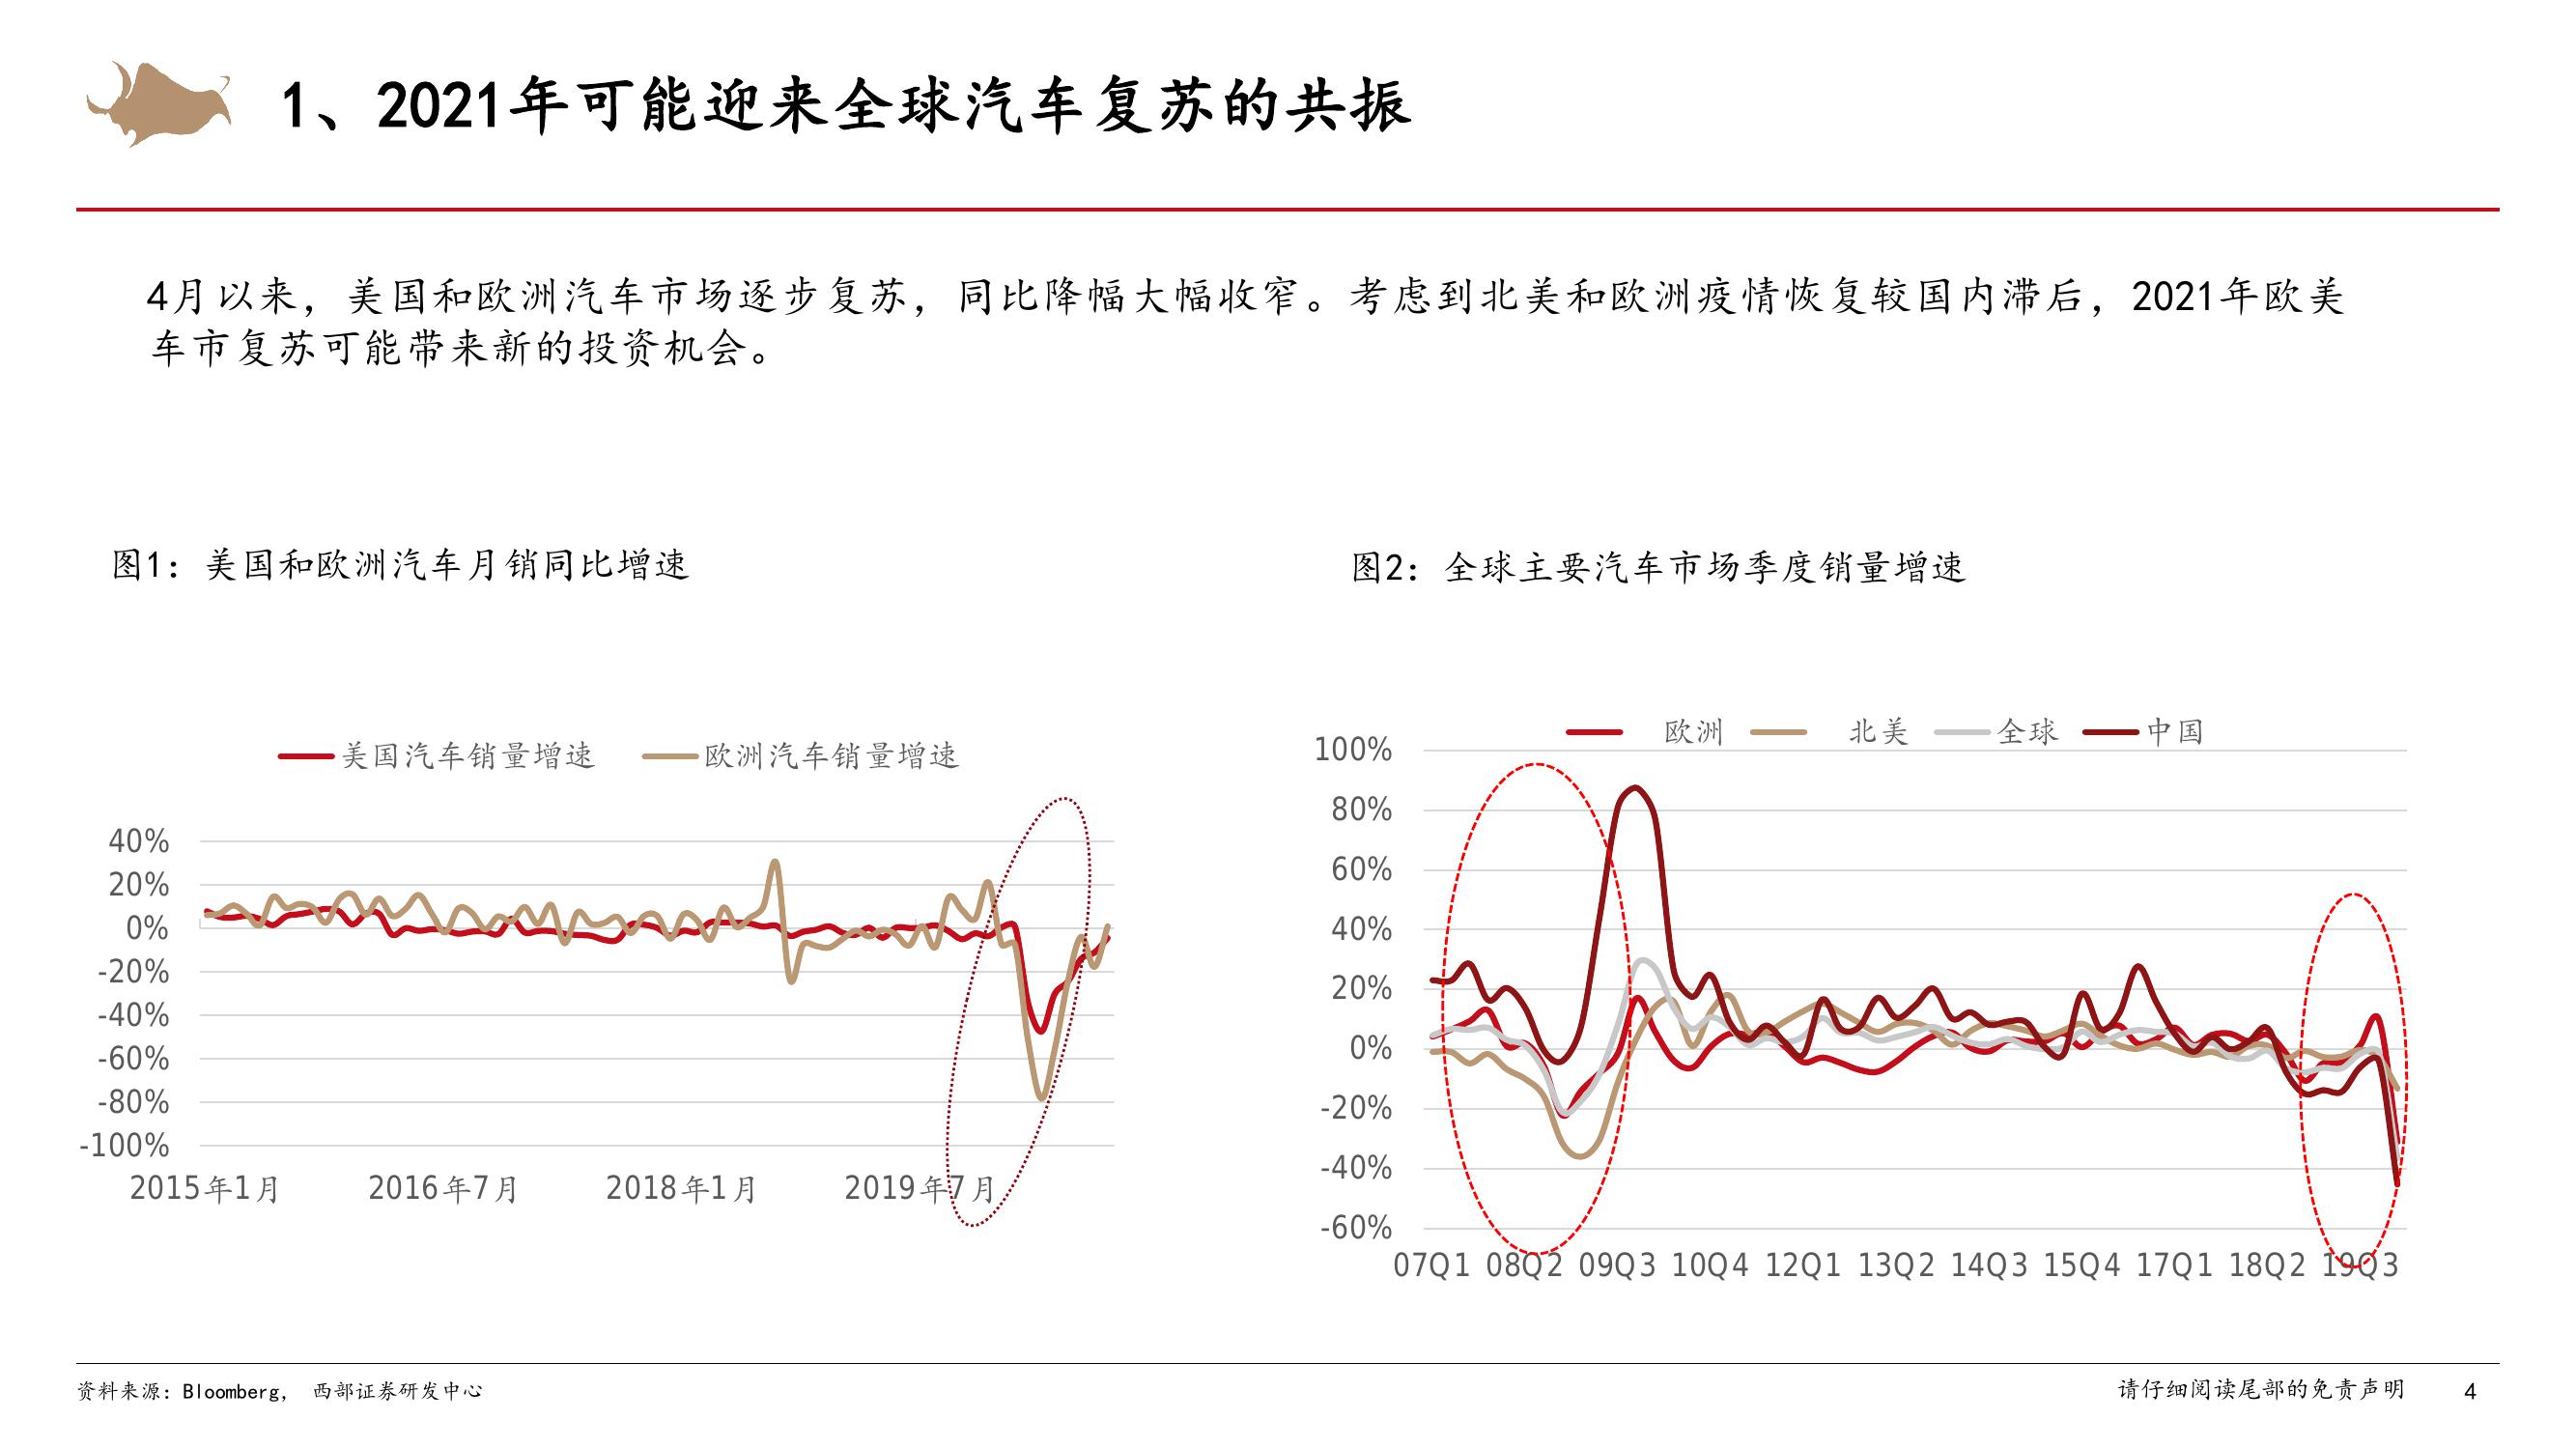 1、2021年可能迎来全球汽车复苏的共振
4月以来，美国和欧洲汽车市场逐步复苏，同比降幅大幅收窄。考虑到北美和欧洲疫情恢复较国内滞后，2021年欧美
车市复苏可能带来新的投资机会。
图1：美国和欧洲汽车月销同比增速
美国汽车销量增速 欧洲汽车销量增速
40%
20%
0%
-20%
-40%
-60%
-80%
-100%
2015年1月 2016年7月 2018年1月 2019年7月
图2：全球主要汽车市场季度销量增速
欧洲 北美 全球 中国
100%
80%
60%
40%
20%
0%
-20%
-40%
-60%
07Q1 08Q2 09Q3 10Q4 12Q1 13Q2 14Q3 15Q4 17Q1 18Q2 19Q3
资料来源：Bloomberg， 西部证券研发中心
请仔细阅读尾部的免责声明 4